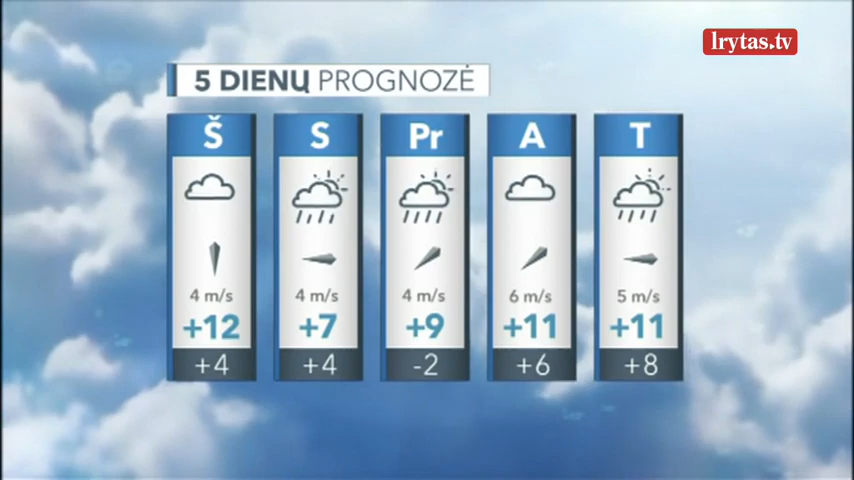 lrytas.tv
5 DIENŲ PROGNOZĖ
Š S Pr A T
4 m/s 4 m/s 4 m/s 6 m/s 5 m/s
+12 +7 +9 +11 +11
+4 +4 -2 +6 +8